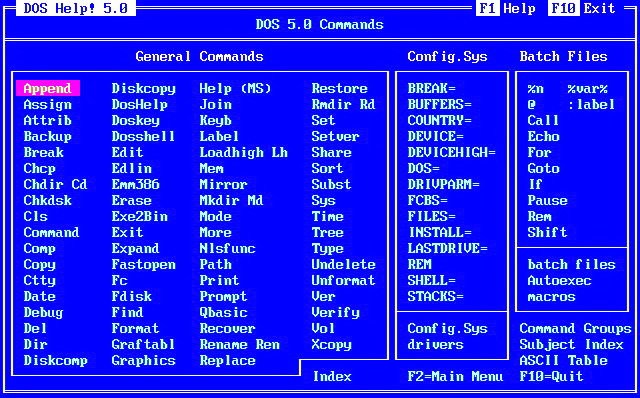 DOS Help! 5.0 F1 Help F10 Exit
DOS 5.0 Commands
General Commands Config.Sys Batch Files
Append Diskcopy Help (MS) Restore BREAK= %n %var%
Assign DosHelp Join Rmdir Rd BUFFERS= @ :label
Attrib Doskey Keyb Set COUNTRY= Call
Backup Dosshell Label Setver DEVICE= Echo
Break Edit Loadhigh Lh Share DEVICEHIGH= For
Chcp Edlin Mem Sort DOS= Goto
Chdir Cd Emm386 Mirror Subst DRIVPARM= If
Chkdsk Erase Mkdir Md Sys FCBS= Pause
Cls Exe2Bin Mode Time FILES= Rem
Command Exit More Tree INSTALL= Shift
Comp Expand Nlsfunc Type LASTDRIVE=
Copy Fastopen Path Undelete REM batch files
Ctty Fc Print Unformat SHELL= Autoexec
Date Fdisk Prompt Ver STACKS= macros
Debug Find Qbasic Verify
Del Format Recover Vol Config.Sys Command Groups
Dir Graftabl Rename Ren Xcopy drivers Subject Index
Diskcomp Graphics Replace ASCII Table
Index F2=Main Menu F10=Quit